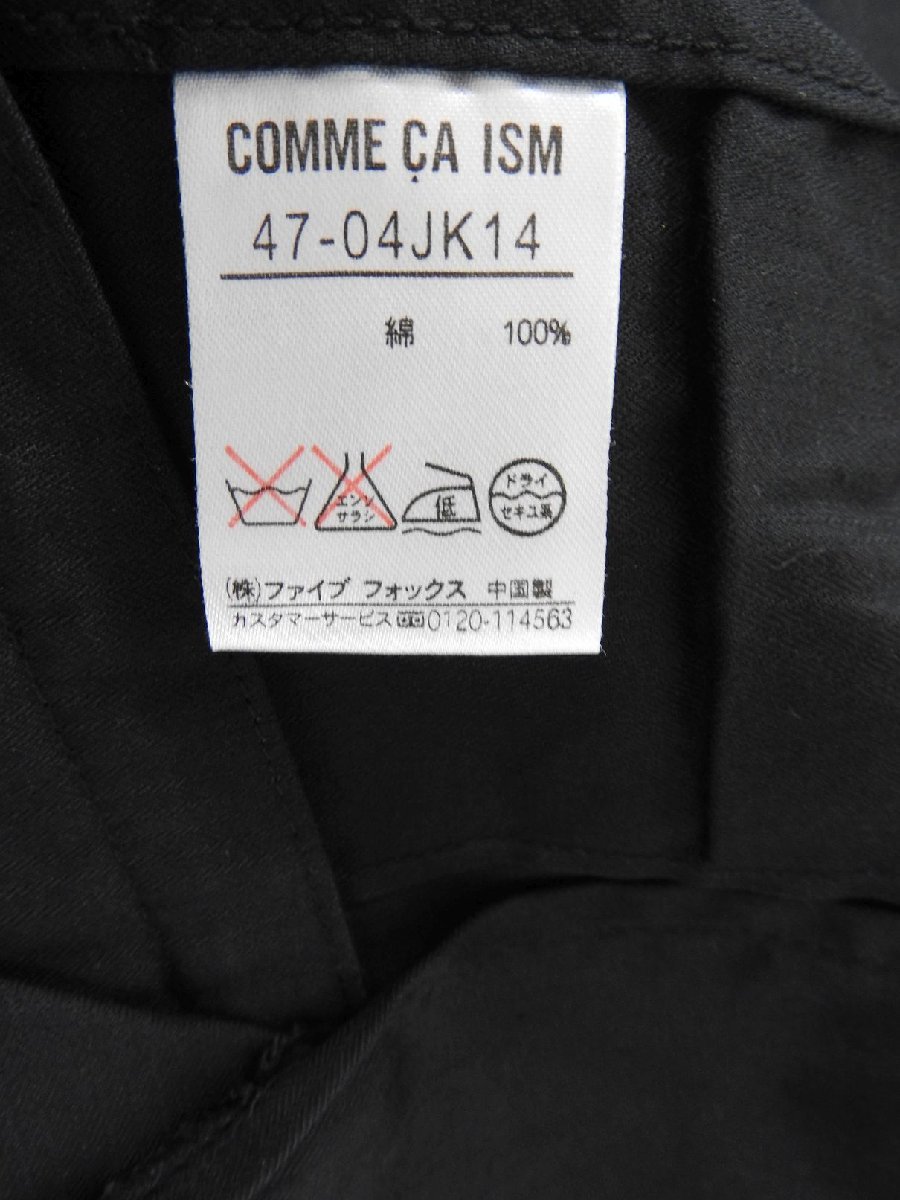 COMME ÇA ISM
47-04JK14
綿 100%
エンソ
サラシ
低
ドライ
セキユ系
(株)ファイブ フォックス 中国製
カスタマーサービス 0120-114563